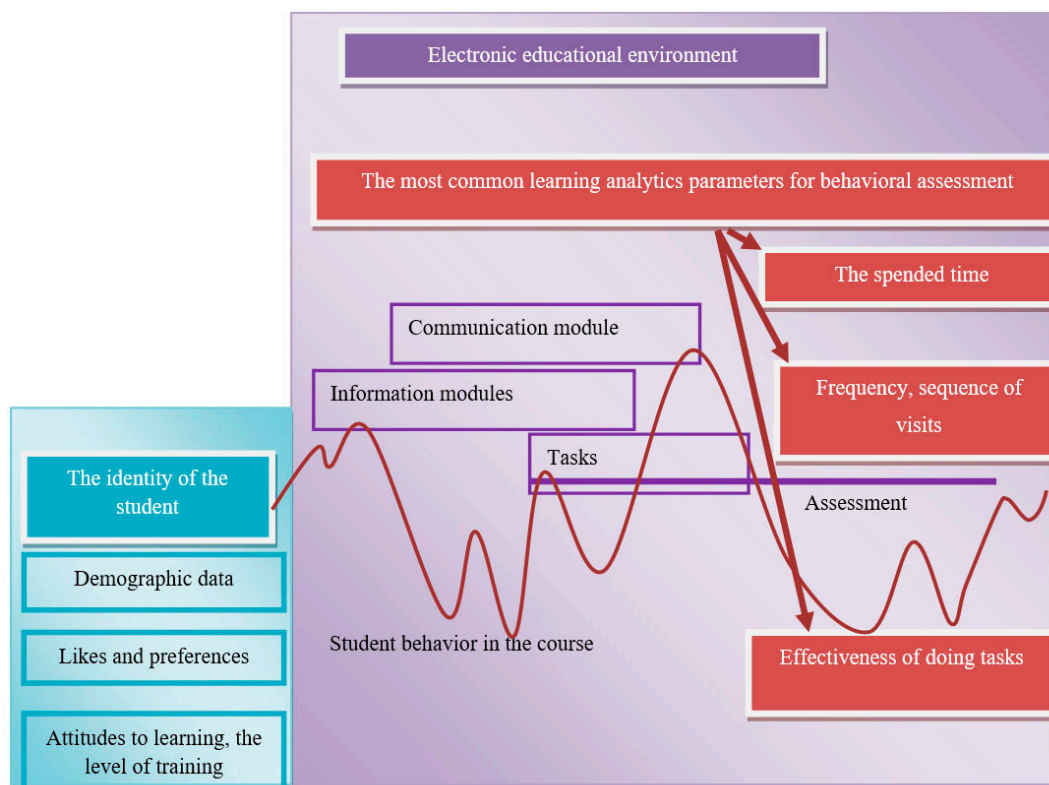 Electronic educational environment
The most common learning analytics parameters for behavioral assessment
The spended time
Communication module
Information modules
Frequency, sequence of
visits
Tasks
The identity of the
student
Assessment
Demographic data
Student behavior in the course
Likes and preferences
Effectiveness of doing tasks
Attitudes to learning, the
level of training